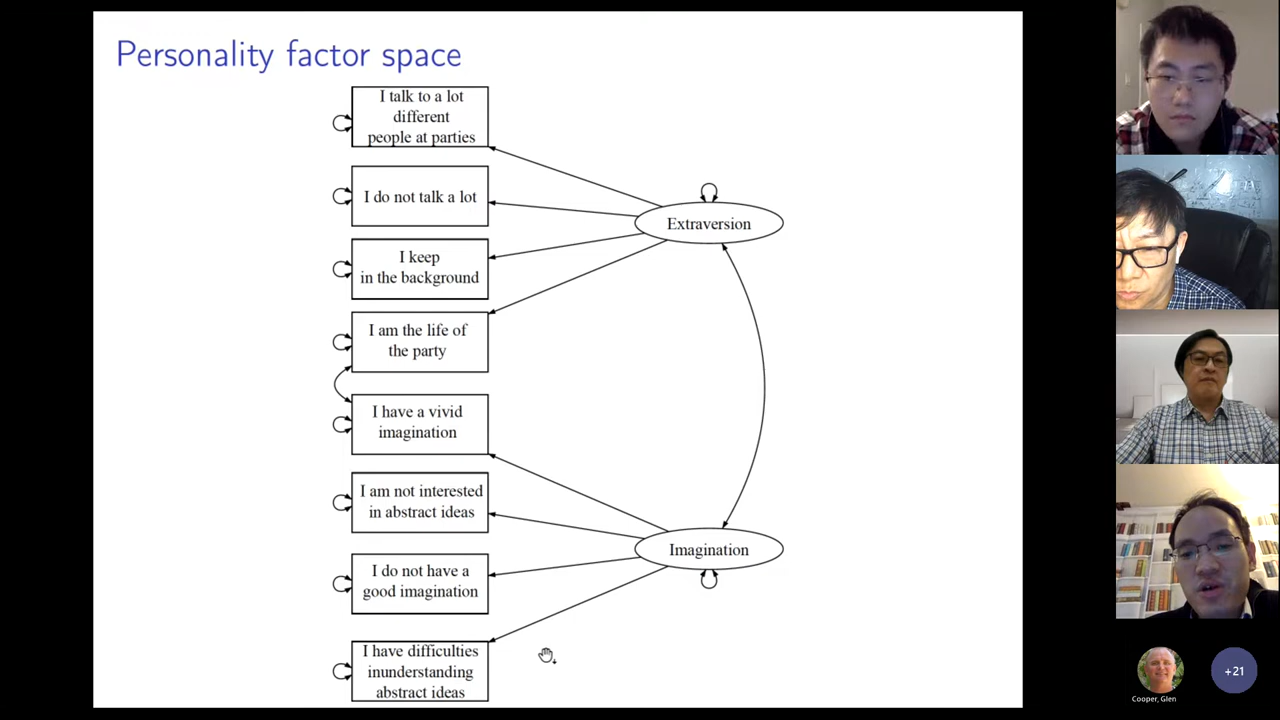 Personality factor space
I talk to a lot
different
people at parties
I do not talk a lot
I keep
in the background
I am the life of
the party
I have a vivid
imagination
I am not interested
in abstract ideas
I do not have a
good imagination
I have difficulties
inunderstanding
abstract ideas
Extraversion
Imagination
Cooper, Glen
+21